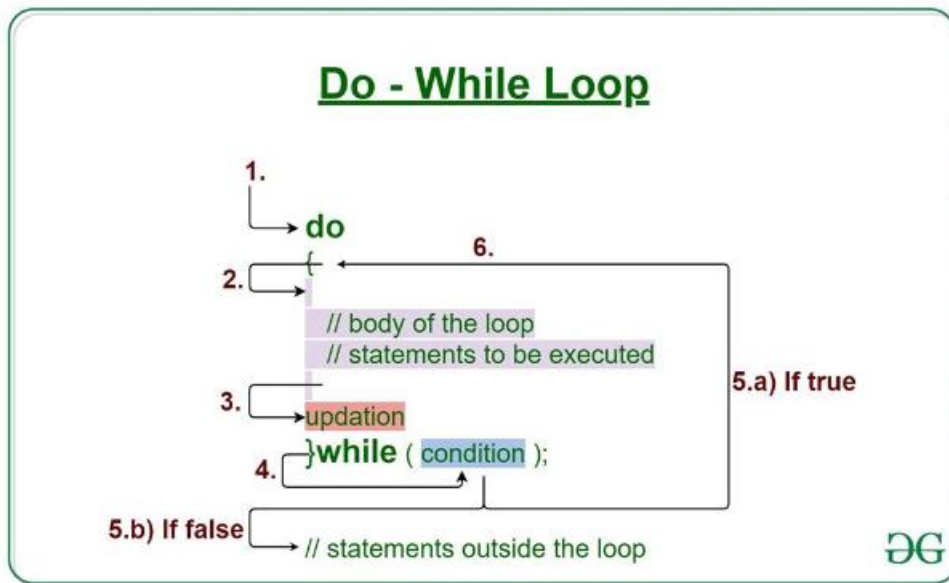 Do - While Loop
1.
do
6.
{
2.
// body of the loop
// statements to be executed
5.a) If true
3.
updation
}while ( condition );
4.
5.b) If false
// statements outside the loop